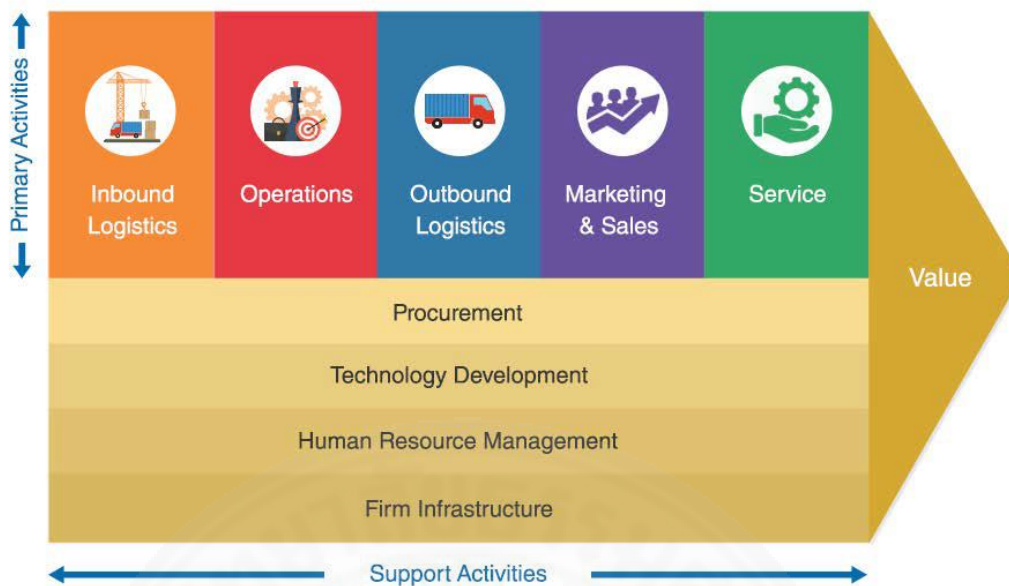 Primary Activities
Inbound
Logistics
Operations
Outbound
Logistics
Marketing
& Sales
Service
Value
Procurement
Technology Development
Human Resource Management
Firm Infrastructure
Support Activities